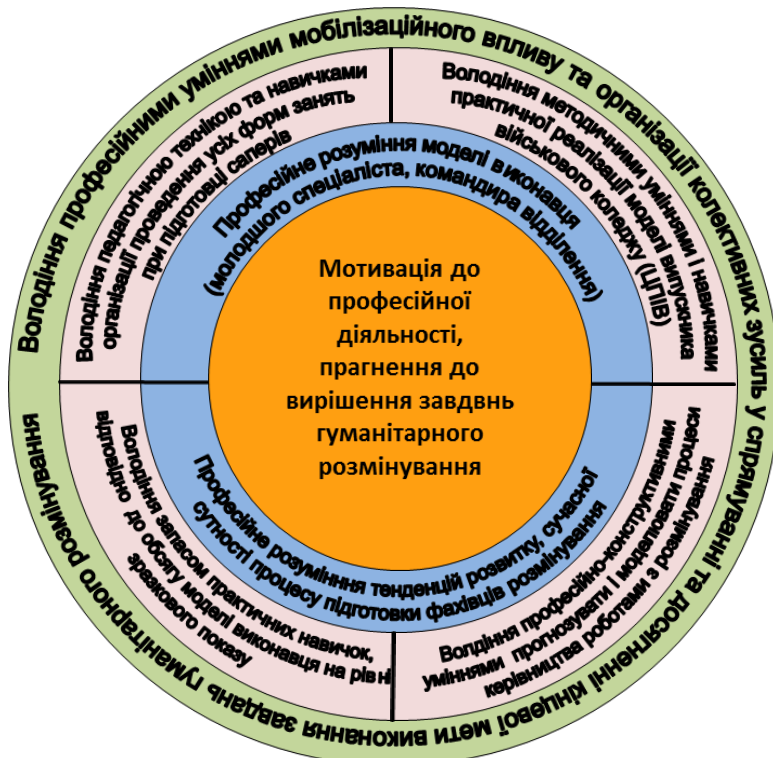 Володіння професійними уміннями мобілізаційного впливу та організації колективних зусиль у спрямуванні та досягненні кінцевої мети виконання завдань гуманітарного розмінування
Володіння педагогічною технікою та навичками
організації проведення усіх форм занять
при підготовці саперів
Володіння методичними уміннями і навичками
практичної реалізації моделі випускника
військового коледжу (ЦПІВ)
Професійне розуміння моделі виконавця
(молодшого спеціаліста, командира відділення)
Мотивація до
професійної
діяльності,
прагнення до
вирішення завдвнь
гуманітарного
розмінування
Професійне розумінння тенденцій розвитку, сучасної
сутності процесу підготовки фахівців розмінування
Володіння запасом практичних навичок,
відповідно до обсягу моделі виконавця на рівні
зразкового показу
Волдіння професійно-конструктивними
уміннями прогнозувати і моделювати процеси
керівництва роботами з розмінування